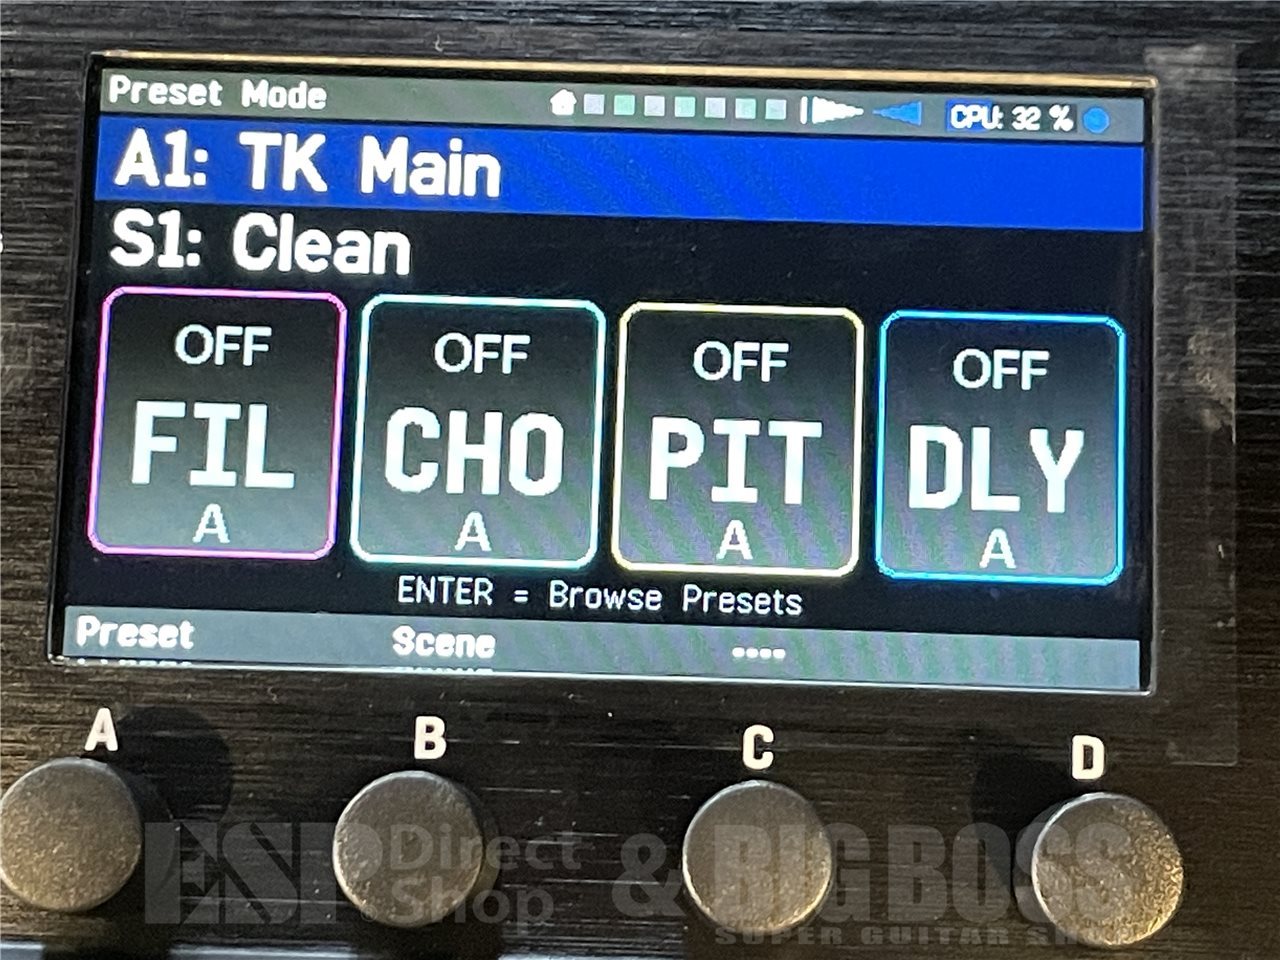 Preset Mode
CPU: 32 %
A1: TK Main
S1: Clean
OFF OFF OFF OFF
FIL CHO PIT DLY
A A A A
ENTER = Browse Presets
Preset Scene ----
A B C D
ESP Direct Shop & BIG BOSS
SUPER GUITAR SHOP